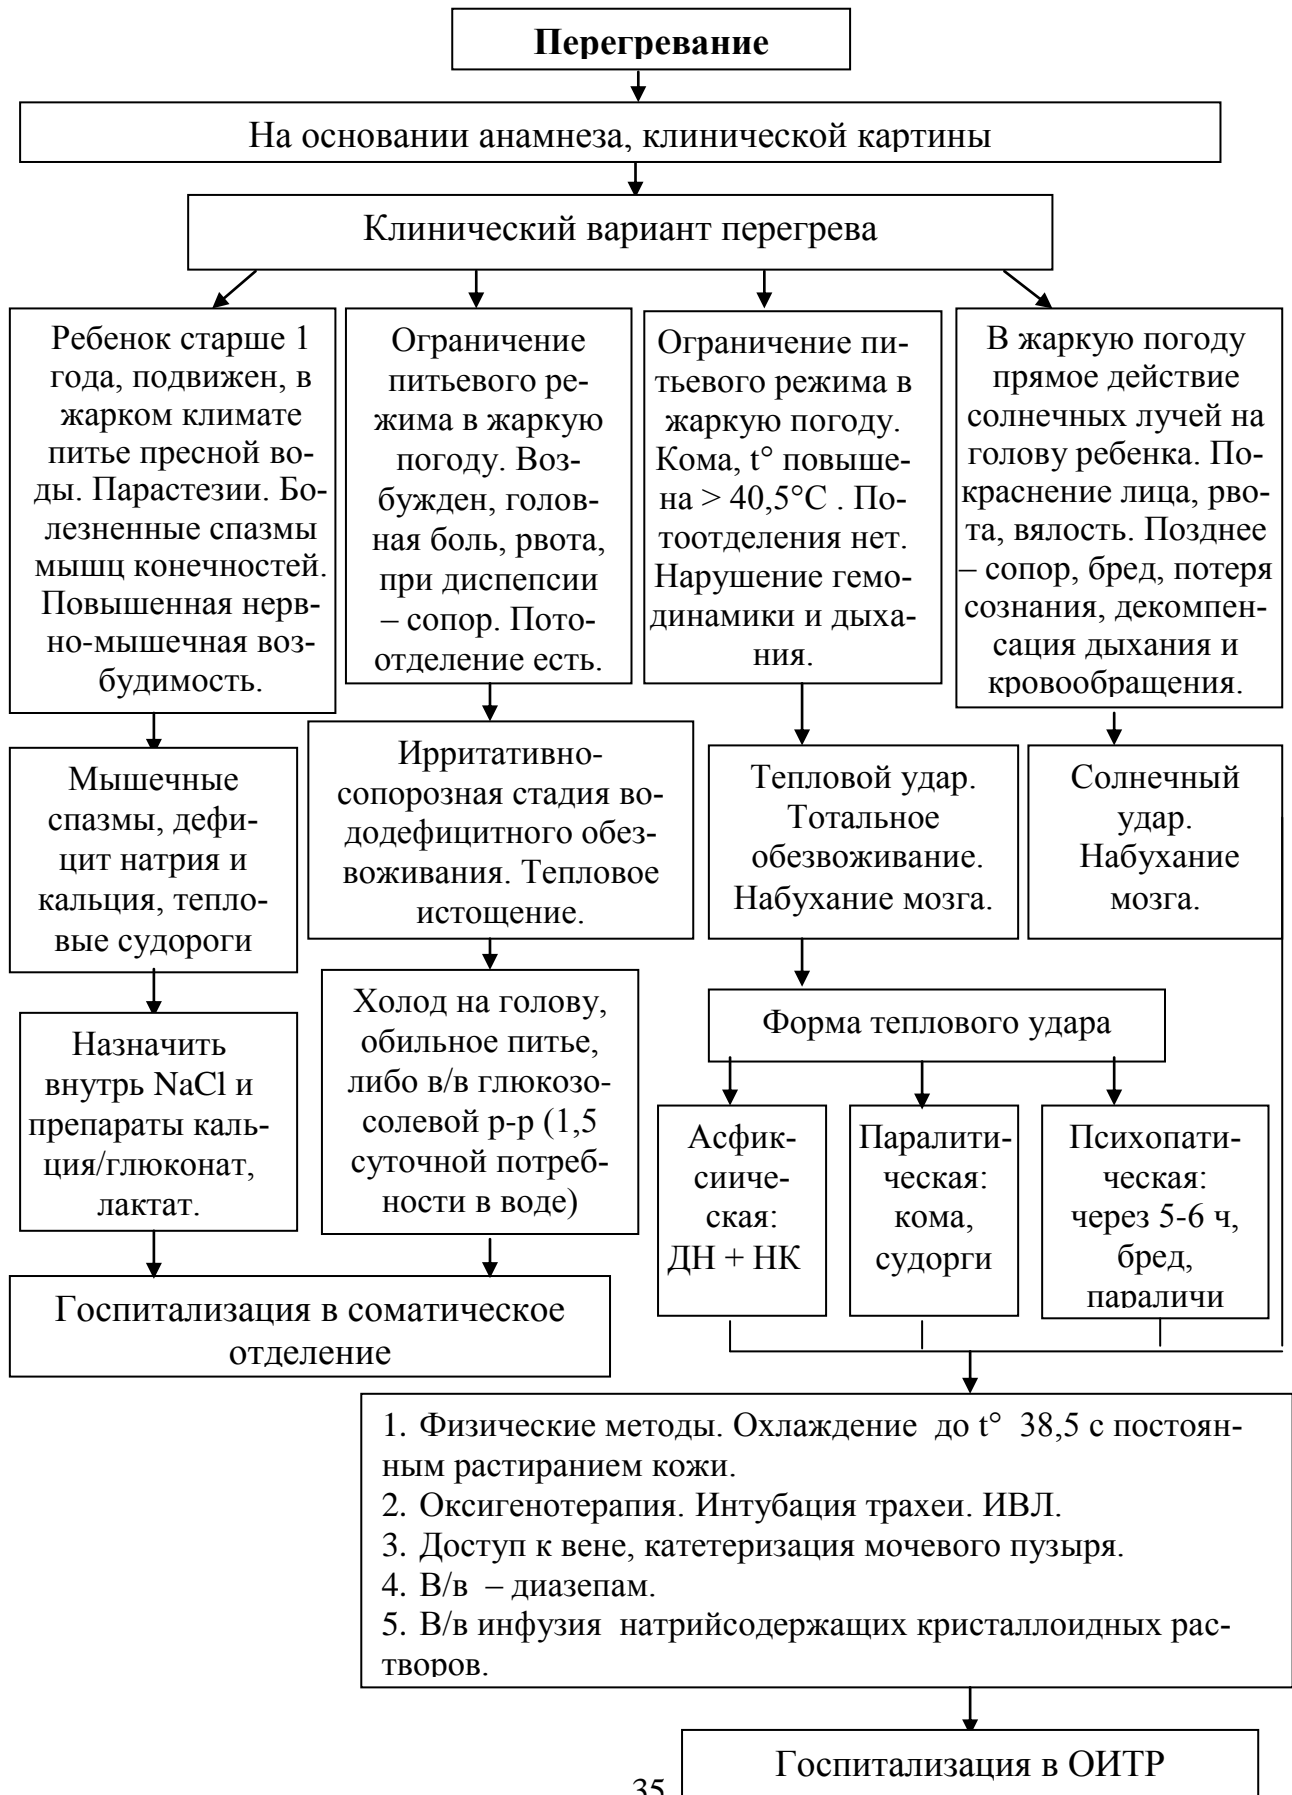 Перегревание
На основании анамнеза, клинической картины
Клинический вариант перегрева
Ребенок старше 1
года, подвижен, в
жарком климате
питье пресной во-
ды. Парастезии. Бо-
лезненные спазмы
мышц конечностей.
Повышенная нерв-
но-мышечная воз-
будимость.
Ограничение
питьевого ре-
жима в жаркую
погоду. Воз-
бужден, голов-
ная боль, рвота,
при диспепсии
– сопор. Пото-
отделение есть.
Ограничение пи-
тьевого режима в
жаркую погоду.
Кома, t° повыше-
на > 40,5°С . По-
тоотделения нет.
Нарушение гемо-
динамики и дыха-
ния.
В жаркую погоду
прямое действие
солнечных лучей на
голову ребенка. По-
краснение лица, рво-
та, вялость. Позднее
– сопор, бред, потеря
сознания, декомпен-
сация дыхания и
кровообращения.
Мышечные
спазмы, дефи-
цит натрия и
кальция, тепло-
вые судороги
Ирритативно-
сопорозная стадия во-
додефицитного обез-
воживания. Тепловое
истощение.
Тепловой удар.
Тотальное
обезвоживание.
Набухание мозга.
Солнечный
удар.
Набухание
мозга.
Назначить
внутрь NaCl и
препараты каль-
ция/глюконат,
лактат.
Холод на голову,
обильное питье,
либо в/в глюкозо-
солевой р-р (1,5
суточной потреб-
ности в воде)
Форма теплового удара
Асфик-
сииче-
ская:
ДН + НК
Паралити-
ческая:
кома,
судорги
Психопати-
ческая:
через 5-6 ч,
бред,
параличи
Госпитализация в соматическое
отделение
1. Физические методы. Охлаждение до t° 38,5 с постоян-
ным растиранием кожи.
2. Оксигенотерапия. Интубация трахеи. ИВЛ.
3. Доступ к вене, катетеризация мочевого пузыря.
4. В/в – диазепам.
5. В/в инфузия натрийсодержащих кристаллоидных рас-
творов.
Госпитализация в ОИТР
35